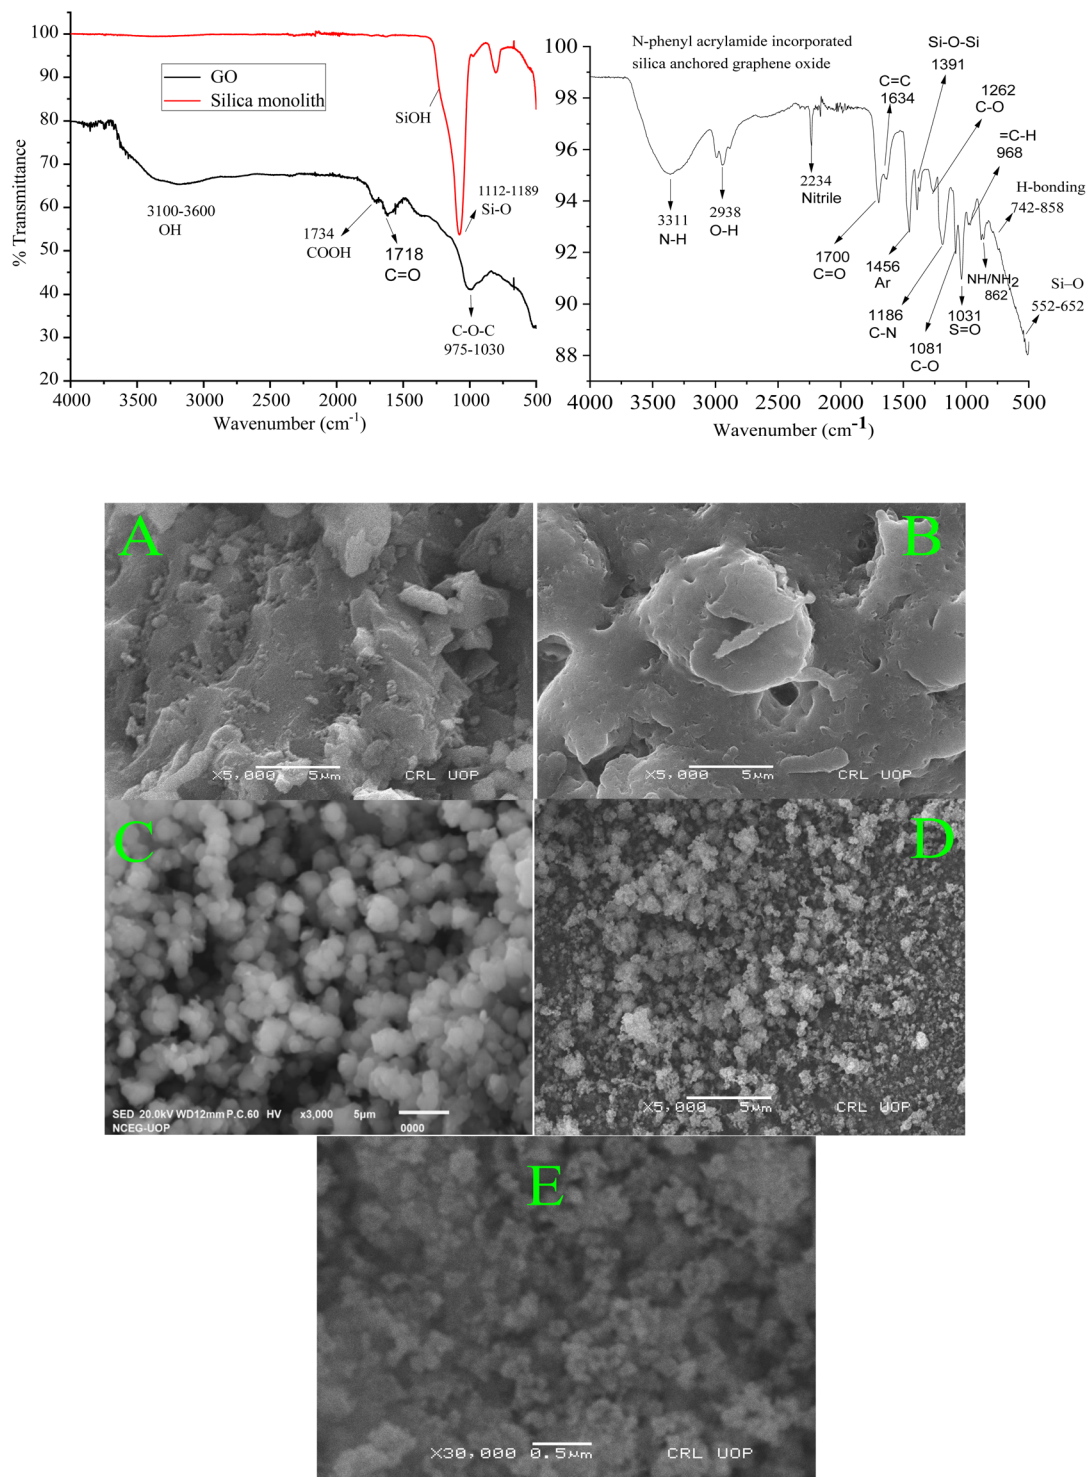 GO
Silica monolith
SiOH
3100-3600
OH
1734
COOH
1718
C=O
1112-1189
Si-O
C-O-C
975-1030
% Transmittance
100
90
80
70
60
50
40
30
20
4000
3500
3000
2500
2000
1500
1000
500
Wavenumber (cm-1)
N-phenyl acrylamide incorporated
silica anchored graphene oxide
Si-O-Si
1391
C=C
1634
1262
C-O
=C-H
968
H-bonding
742-858
2234
Nitrile
3311
N-H
2938
O-H
1700
C=O
1456
Ar
1186
C-N
1081
C-O
1031
S=O
NH/NH2
862
Si–O
552-652
100
98
96
94
92
90
88
4000
3500
3000
2500
2000
1500
1000
500
Wavenumber (cm-1)
A
X5,000 5µm CRL UOP
B
X5,000 5µm CRL UOP
C
SED 20.0kV WD12mm P.C.60 HV x3,000 5µm
NCEG-UOP 0000
D
X5,000 5µm CRL UOP
E
X30,000 0.5µm CRL UOP